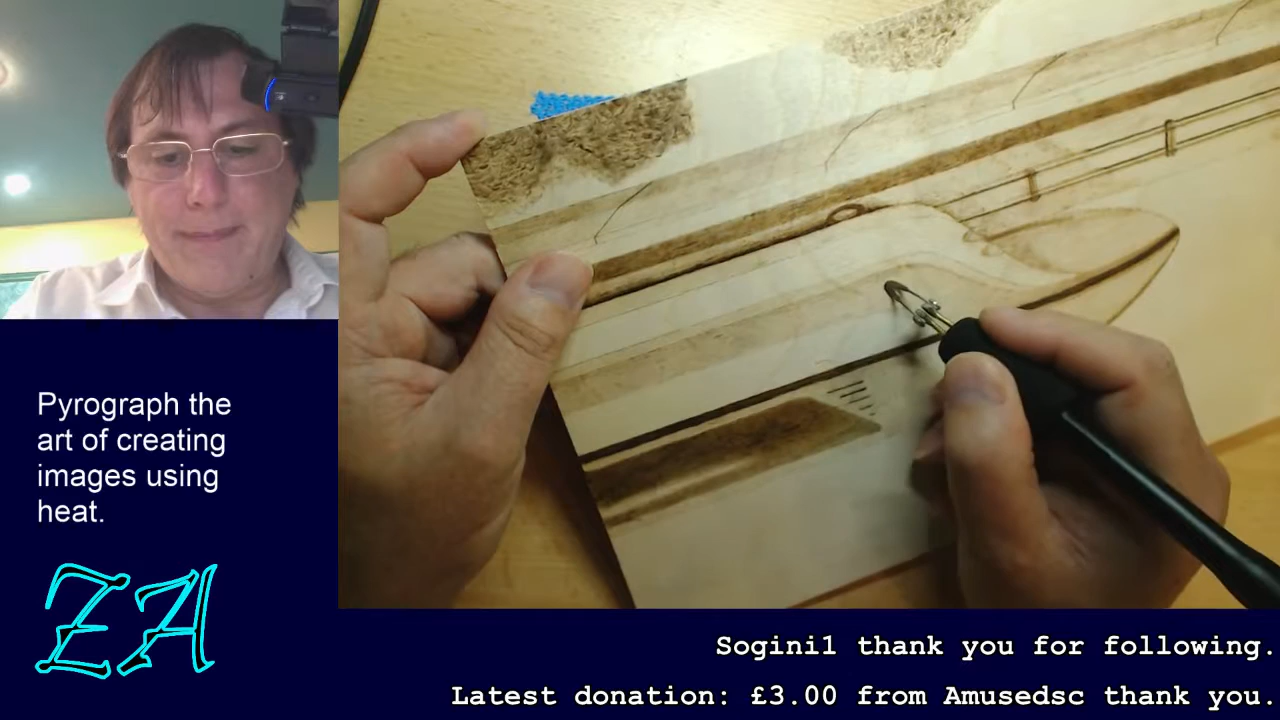 Pyrograph the
art of creating
images using
heat.
ZA
Sogini1 thank you for following.
Latest donation: £3.00 from Amusedsc thank you.